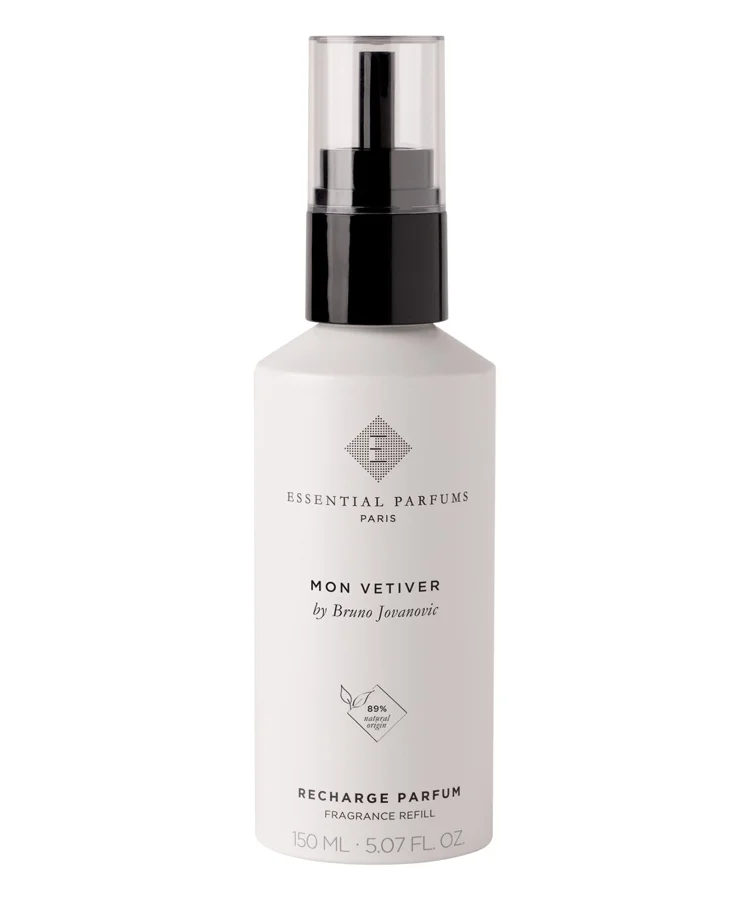 E
ESSENTIAL PARFUMS
PARIS
MON VETIVER
by Bruno Jovanovic
89%
natural
origin
RECHARGE PARFUM
FRAGRANCE REFILL
150 ML · 5.07 FL. OZ.